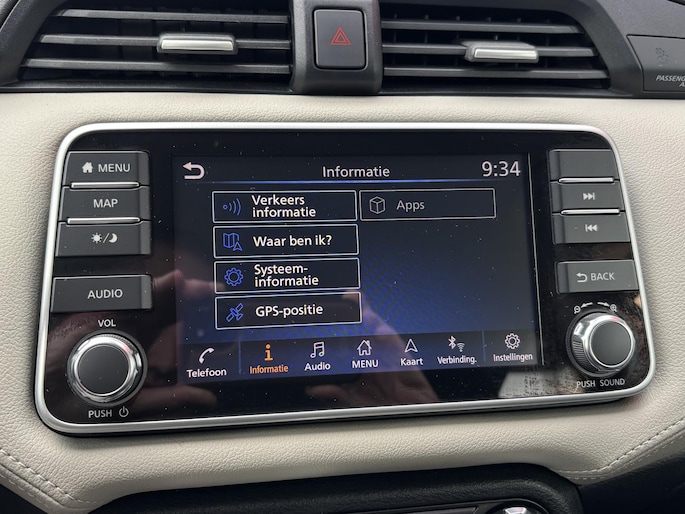 PASSENGER
MENU
MAP
AUDIO
VOL
PUSH
Informatie
9:34
Verkeers
informatie
Apps
Waar ben ik?
Systeem-
informatie
GPS-positie
Telefoon
Informatie
Audio
MENU
Kaart
Verbinding.
Instellingen
BACK
PUSH SOUND